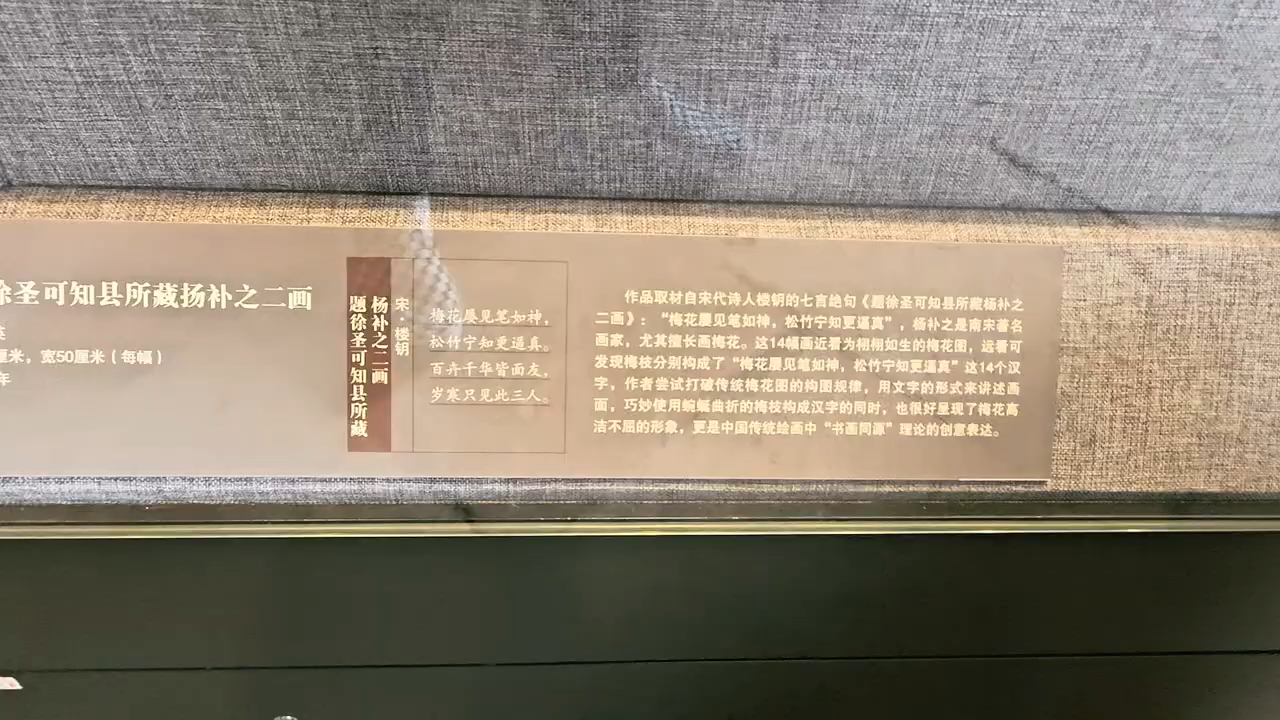 徐圣可知县所藏扬补之二画
厘米，宽50厘米（每幅）
年
题徐圣可知县所藏
杨补之二画
宋·楼钥
梅花屡见笔如神，
松竹宁知更逼真。
百卉千华皆面友，
岁寒只见此三人。
作品取材自宋代诗人楼钥的七言绝句《题徐圣可知县所藏杨补之
二画》：“梅花屡见笔如神，松竹宁知更逼真”，杨补之是南宋著名
画家，尤其擅长画梅花。这14幅画近看为栩栩如生的梅花图，远看可
发现梅枝分别构成了“梅花屡见笔如神，松竹宁知更逼真”这14个汉
字，作者尝试打破传统梅花图的构图规律，用文字的形式来讲述画
面，巧妙使用蜿蜒曲折的梅枝构成汉字的同时，也很好呈现了梅花高
洁不屈的形象，更是中国传统绘画中“书画同源”理论的创意表达。